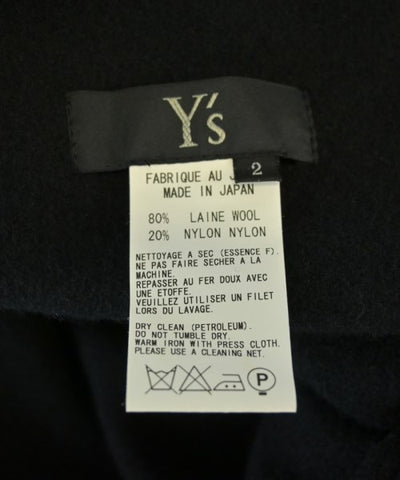 Y's
2
FABRIQUE AU J
MADE IN JAPAN
80% LAINE WOOL
20% NYLON NYLON
NETTOYAGE A SEC (ESSENCE F).
NE PAS FAIRE SECHER A LA
MACHINE.
REPASSER AU FER DOUX AVEC
UNE ETOFFE.
VEUILLEZ UTILISER UN FILET
LORS DU LAVAGE.
DRY CLEAN (PETROLEUM).
DO NOT TUMBLE DRY.
WARM IRON WITH PRESS CLOTH.
PLEASE USE A CLEANING NET.
P